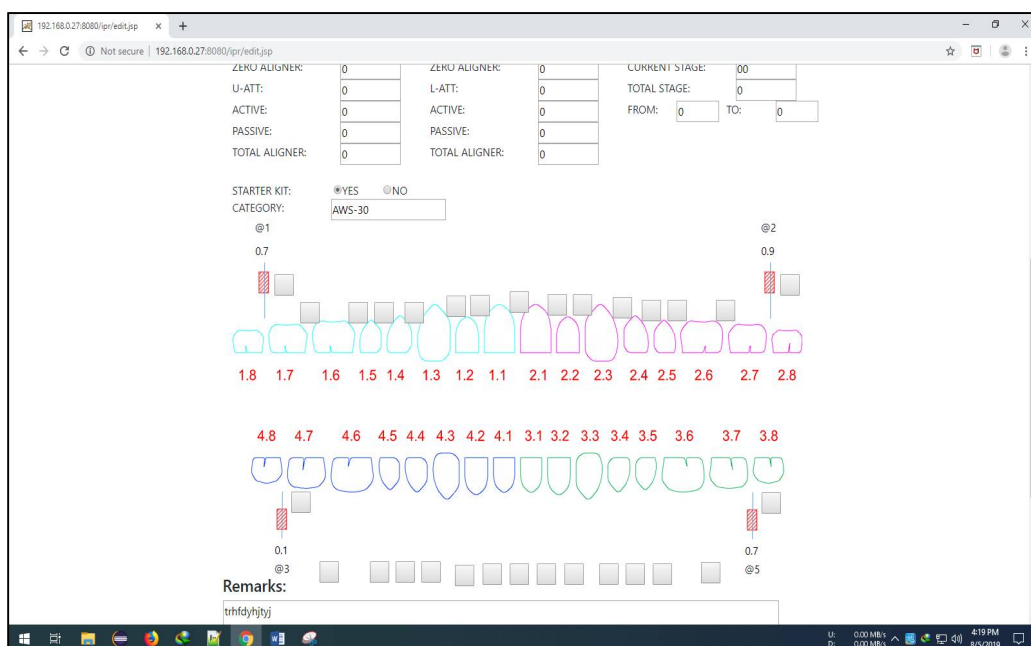 192.168.0.27:8080/ipr/edit.jsp
Not secure | 192.168.0.27:8080/ipr/edit.jsp
ZERO ALIGNER: 0 ZERO ALIGNER: 0 CURRENT STAGE: 00
U-ATT: 0 L-ATT: 0 TOTAL STAGE: 0
ACTIVE: 0 ACTIVE: 0 FROM: 0 TO: 0
PASSIVE: 0 PASSIVE: 0
TOTAL ALIGNER: 0 TOTAL ALIGNER: 0
STARTER KIT: YES NO
CATEGORY: AWS-30
@1 @2
0.7 0.9
1.8 1.7 1.6 1.5 1.4 1.3 1.2 1.1 2.1 2.2 2.3 2.4 2.5 2.6 2.7 2.8
4.8 4.7 4.6 4.5 4.4 4.3 4.2 4.1 3.1 3.2 3.3 3.4 3.5 3.6 3.7 3.8
0.1 0.7
@3 @5
Remarks:
trhfdyhjtyj
U: 0.00 MB/s 4:19 PM
D: 0.00 MB/s 8/5/2019